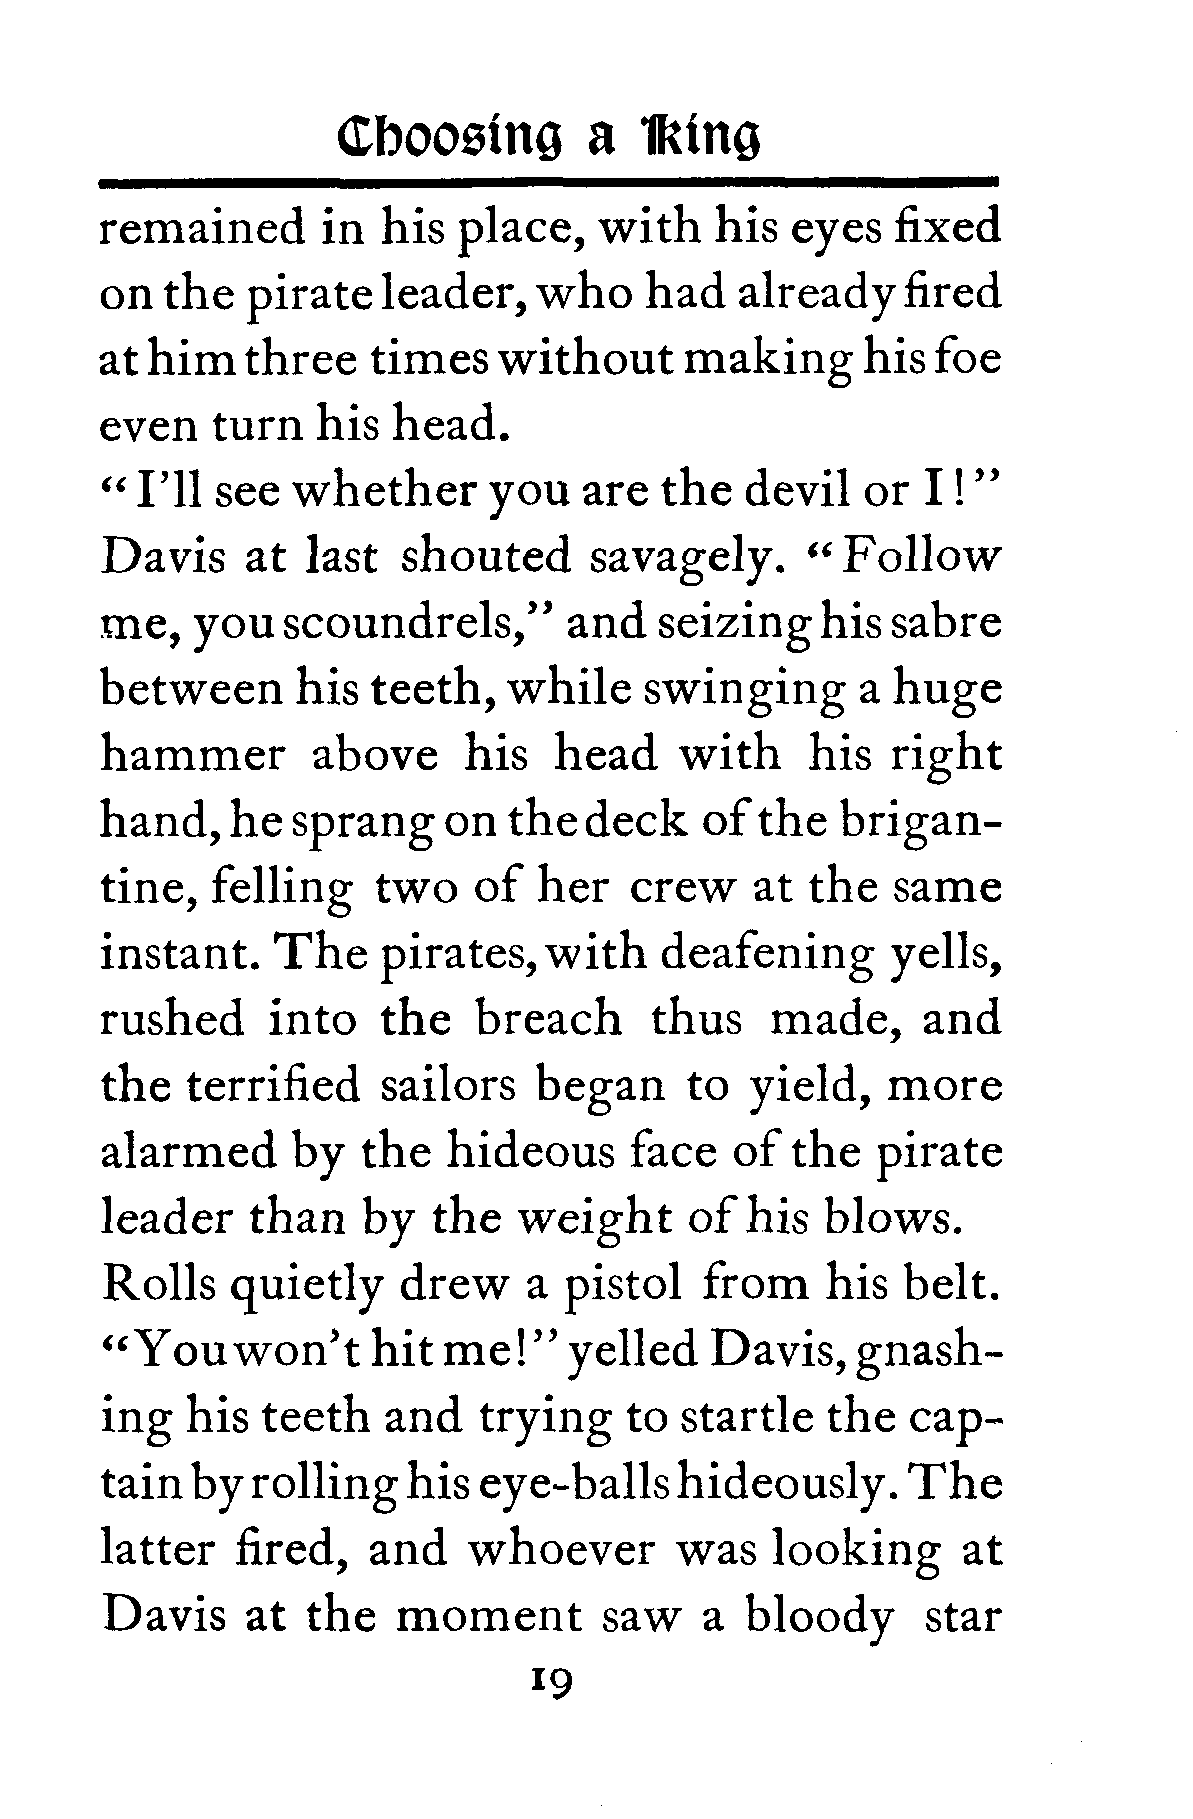 Choosing a King
remained in his place, with his eyes fixed
on the pirate leader, who had already fired
at him three times without making his foe
even turn his head.
“I’ll see whether you are the devil or I!”
Davis at last shouted savagely. “Follow
me, you scoundrels,” and seizing his sabre
between his teeth, while swinging a huge
hammer above his head with his right
hand, he sprang on the deck of the brigan-
tine, felling two of her crew at the same
instant. The pirates, with deafening yells,
rushed into the breach thus made, and
the terrified sailors began to yield, more
alarmed by the hideous face of the pirate
leader than by the weight of his blows.
Rolls quietly drew a pistol from his belt.
“You won’t hit me!” yelled Davis, gnash-
ing his teeth and trying to startle the cap-
tain by rolling his eye-balls hideously. The
latter fired, and whoever was looking at
Davis at the moment saw a bloody star
19